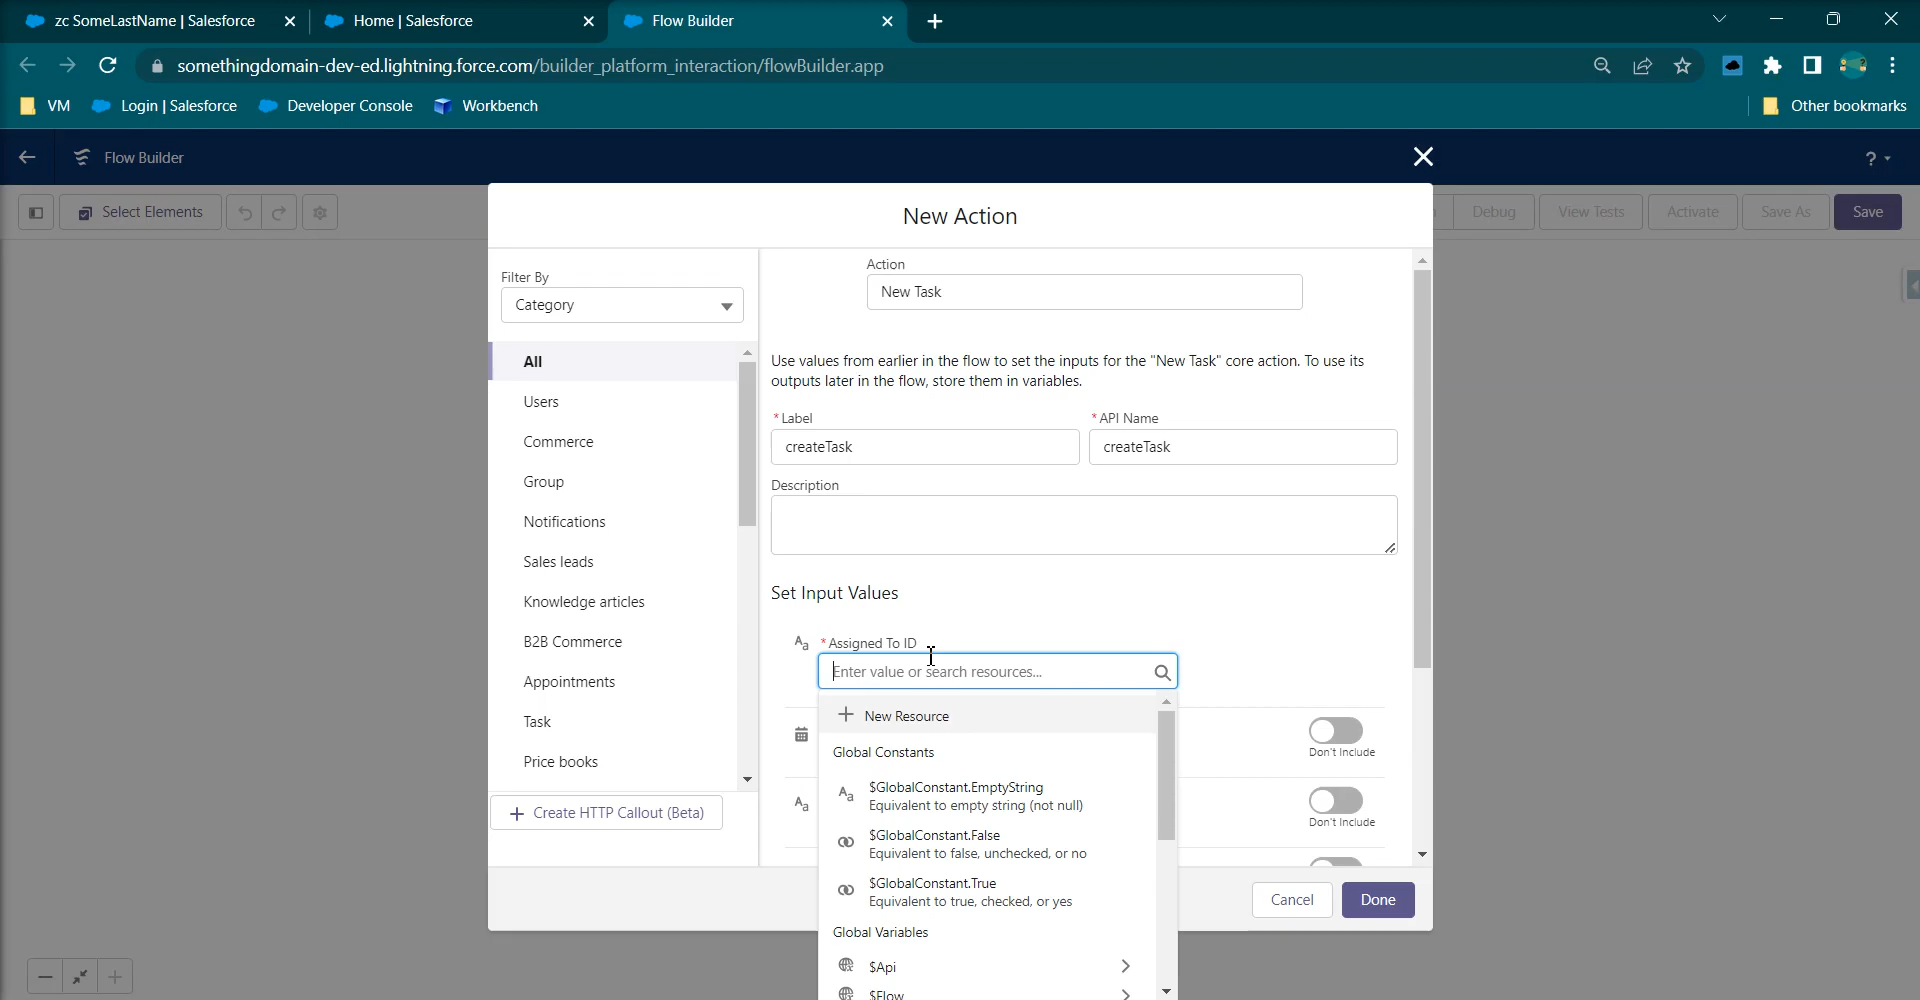 zc SomeLastName | Salesforce
Home | Salesforce
Flow Builder
somethingdomain-dev-ed.lightning.force.com/builder_platform_interaction/flowBuilder.app
VM
Login | Salesforce
Developer Console
Workbench
Other bookmarks
Flow Builder
?
Select Elements
Debug
View Tests
Activate
Save As
Save
New Action
Filter By
Category
All
Users
Commerce
Group
Notifications
Sales leads
Knowledge articles
B2B Commerce
Appointments
Task
Price books
+ Create HTTP Callout (Beta)
Action
New Task
Use values from earlier in the flow to set the inputs for the "New Task" core action. To use its
outputs later in the flow, store them in variables.
* Label
* API Name
createTask
createTask
Description
Set Input Values
Aa * Assigned To ID
Enter value or search resources...
+ New Resource
Global Constants
Aa $GlobalConstant.EmptyString
Equivalent to empty string (not null)
$GlobalConstant.False
Equivalent to false, unchecked, or no
$GlobalConstant.True
Equivalent to true, checked, or yes
Global Variables
$Api
$Flow
Don't Include
Aa
Don't Include
Cancel
Done